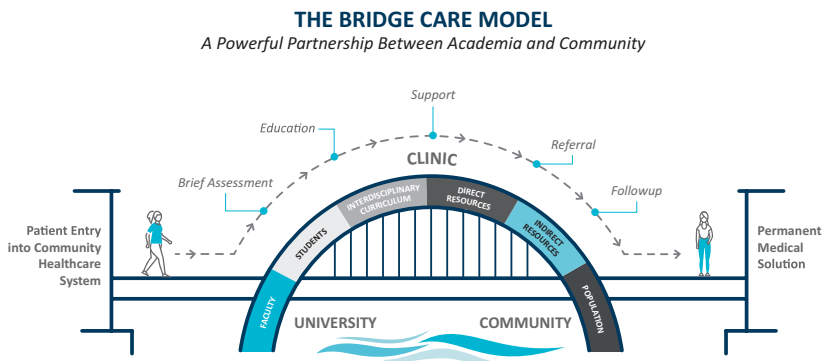 THE BRIDGE CARE MODEL
A Powerful Partnership Between Academia and Community
Support
Education
Referral
CLINIC
Brief Assessment
Followup
INTERDISCIPLINARY
CURRICULUM
DIRECT
RESOURCES
STUDENTS
INDIRECT
RESOURCES
FACULTY
POPULATION
Patient Entry
into Community
Healthcare
System
Permanent
Medical
Solution
UNIVERSITY
COMMUNITY